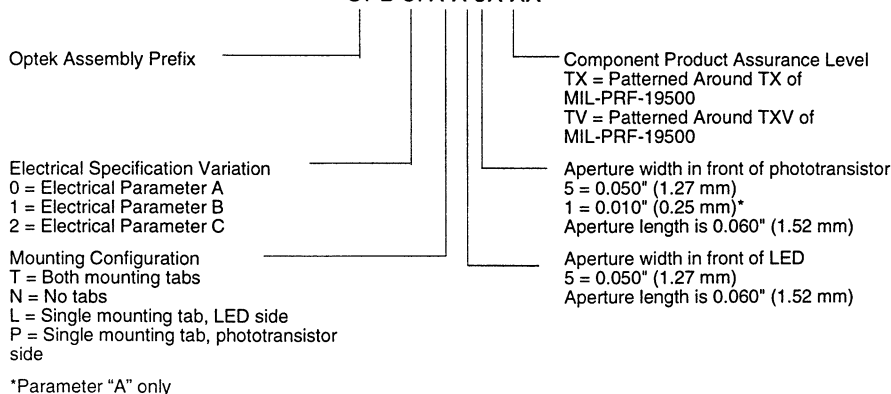 Optek Assembly Prefix
Component Product Assurance Level
TX = Patterned Around TX of
MIL-PRF-19500
TV = Patterned Around TXV of
MIL-PRF-19500
Electrical Specification Variation
0 = Electrical Parameter A
1 = Electrical Parameter B
2 = Electrical Parameter C
Aperture width in front of phototransistor
5 = 0.050" (1.27 mm)
1 = 0.010" (0.25 mm)*
Aperture length is 0.060" (1.52 mm)
Mounting Configuration
T = Both mounting tabs
N = No tabs
L = Single mounting tab, LED side
P = Single mounting tab, phototransistor
side
Aperture width in front of LED
5 = 0.050" (1.27 mm)
Aperture length is 0.060" (1.52 mm)
*Parameter “A” only